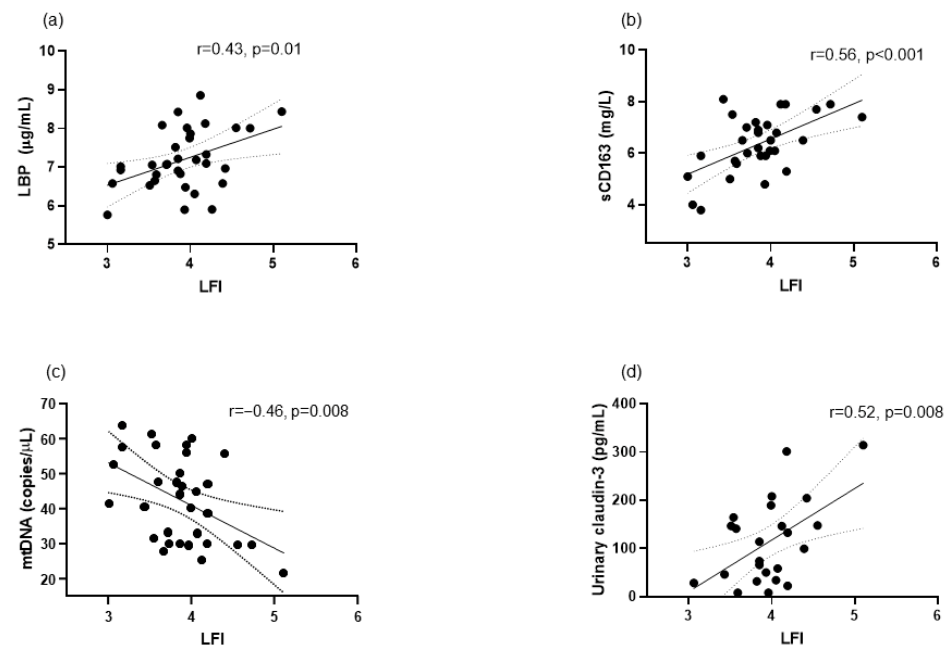 (a)
r=0.43, p=0.01
LBP (µg/mL)
10
9
8
7
6
5
3 4 5 6
LFI
(b)
r=0.56, p<0.001
sCD163 (mg/L)
10
8
6
4
3 4 5 6
LFI
(c)
r=−0.46, p=0.008
mtDNA (copies/µL)
70
60
50
40
30
20
3 4 5 6
LFI
(d)
r=0.52, p=0.008
Urinary claudin-3 (pg/mL)
400
300
200
100
0
3 4 5 6
LFI